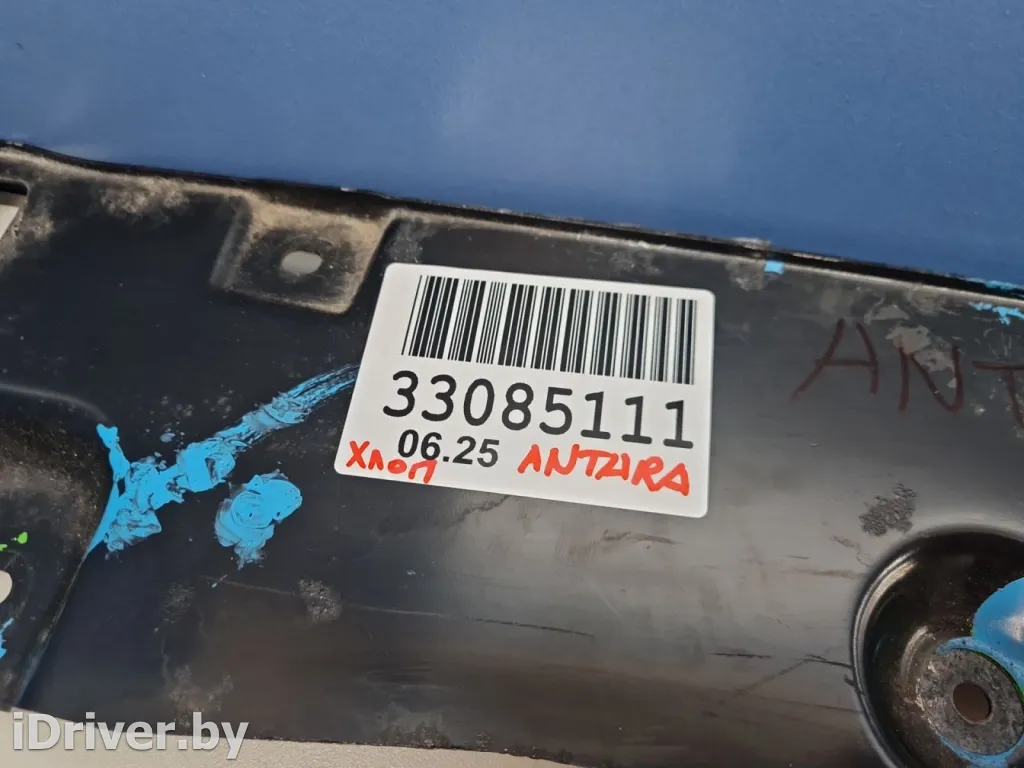 33085111
06.25
Хлоп ANTARA
ANT
iDriver.by